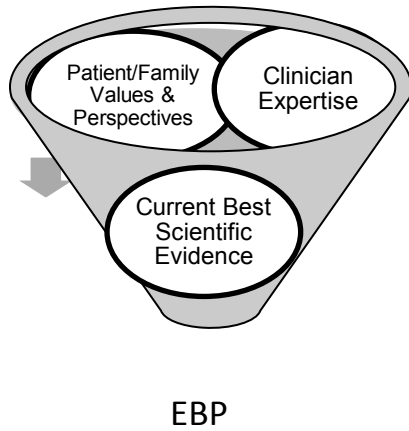 Patient/Family
Values &
Perspectives
Clinician
Expertise
Current Best
Scientific
Evidence
EBP